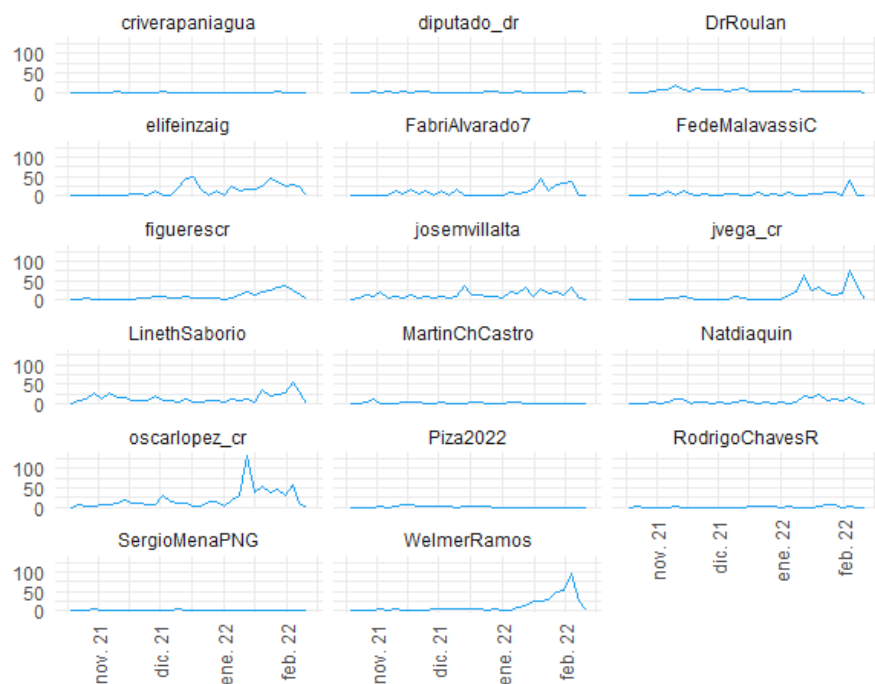 criverapaniagua diputado_dr DrRoulan
100
50
0
elifeinzaig FabriAlvarado7 FedeMalavassiC
100
50
0
figuerescr josemvillalta jvega_cr
100
50
0
LinethSaborio MartinChCastro Natdiaquin
100
50
0
oscarlopez_cr Piza2022 RodrigoChavesR
100
50
0
nov. 21 dic. 21 ene. 22 feb. 22
SergioMenaPNG WelmerRamos
100
50
0
nov. 21 dic. 21 ene. 22 feb. 22 nov. 21 dic. 21 ene. 22 feb. 22